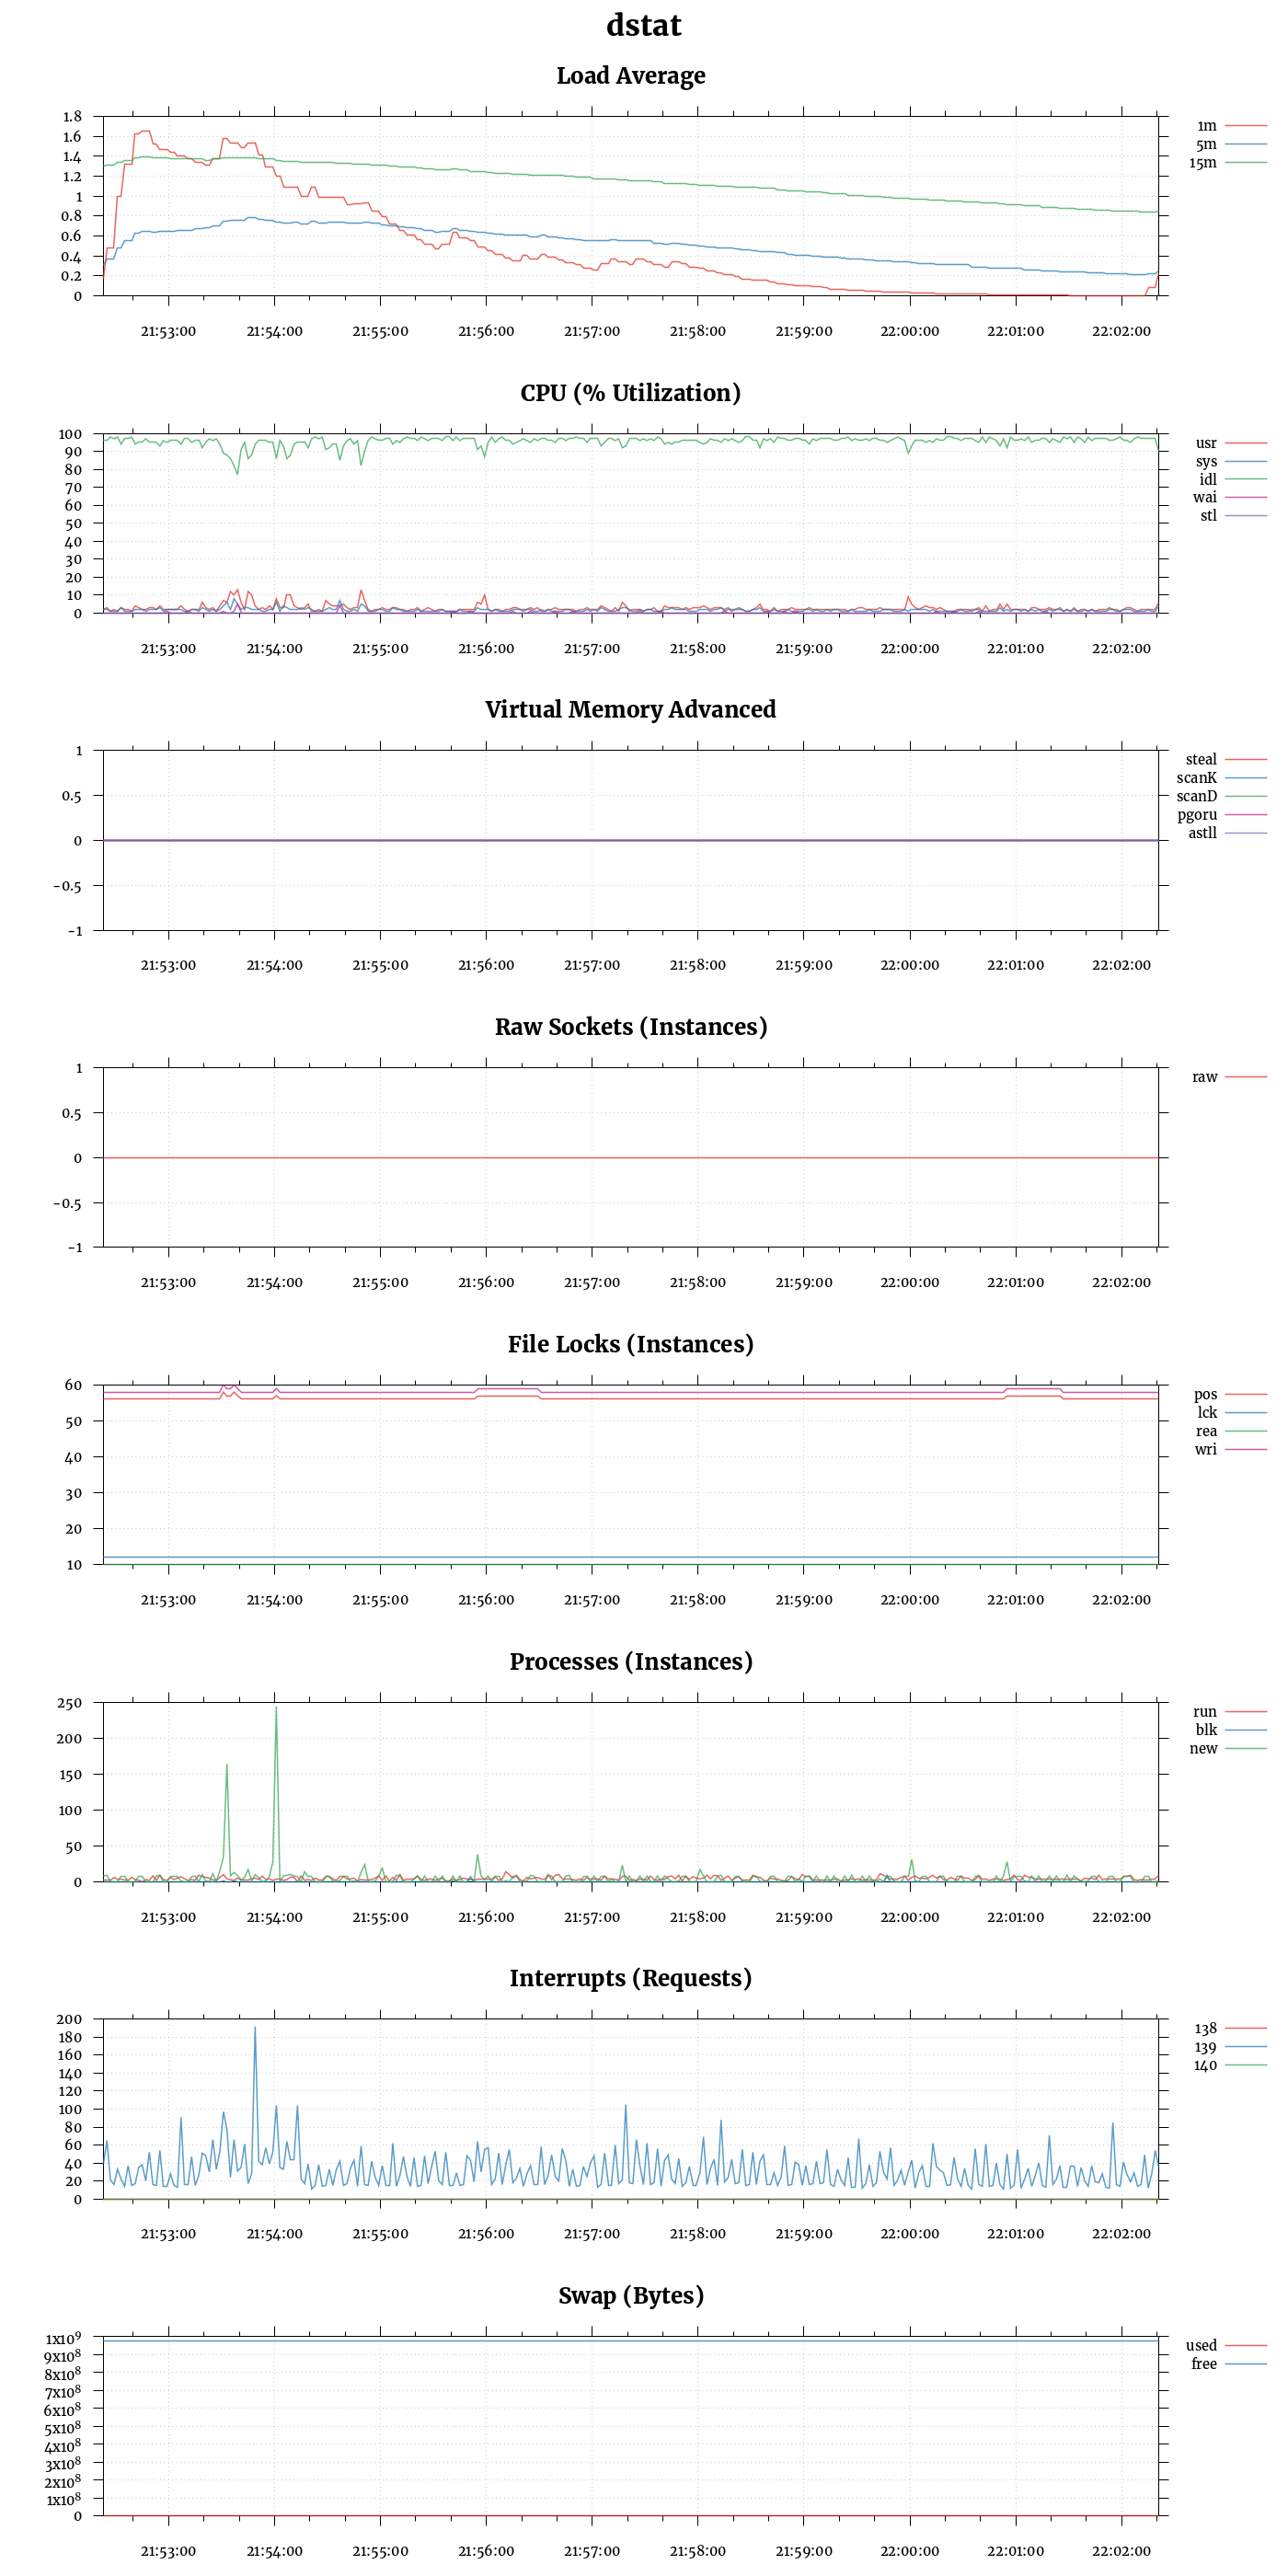 dstat
Load Average
1.8
1.6
1.4
1.2
1
0.8
0.6
0.4
0.2
0
1m
5m
15m
21:53:00 21:54:00 21:55:00 21:56:00 21:57:00 21:58:00 21:59:00 22:00:00 22:01:00 22:02:00
CPU (% Utilization)
100
90
80
70
60
50
40
30
20
10
0
usr
sys
idl
wai
stl
21:53:00 21:54:00 21:55:00 21:56:00 21:57:00 21:58:00 21:59:00 22:00:00 22:01:00 22:02:00
Virtual Memory Advanced
1
0.5
0
-0.5
-1
steal
scanK
scanD
pgoru
astll
21:53:00 21:54:00 21:55:00 21:56:00 21:57:00 21:58:00 21:59:00 22:00:00 22:01:00 22:02:00
Raw Sockets (Instances)
1
0.5
0
-0.5
-1
raw
21:53:00 21:54:00 21:55:00 21:56:00 21:57:00 21:58:00 21:59:00 22:00:00 22:01:00 22:02:00
File Locks (Instances)
60
50
40
30
20
10
pos
lck
rea
wri
21:53:00 21:54:00 21:55:00 21:56:00 21:57:00 21:58:00 21:59:00 22:00:00 22:01:00 22:02:00
Processes (Instances)
250
200
150
100
50
0
run
blk
new
21:53:00 21:54:00 21:55:00 21:56:00 21:57:00 21:58:00 21:59:00 22:00:00 22:01:00 22:02:00
Interrupts (Requests)
200
180
160
140
120
100
80
60
40
20
0
138
139
140
21:53:00 21:54:00 21:55:00 21:56:00 21:57:00 21:58:00 21:59:00 22:00:00 22:01:00 22:02:00
Swap (Bytes)
1x10⁹
9x10⁸
8x10⁸
7x10⁸
6x10⁸
5x10⁸
4x10⁸
3x10⁸
2x10⁸
1x10⁸
0
used
free
21:53:00 21:54:00 21:55:00 21:56:00 21:57:00 21:58:00 21:59:00 22:00:00 22:01:00 22:02:00